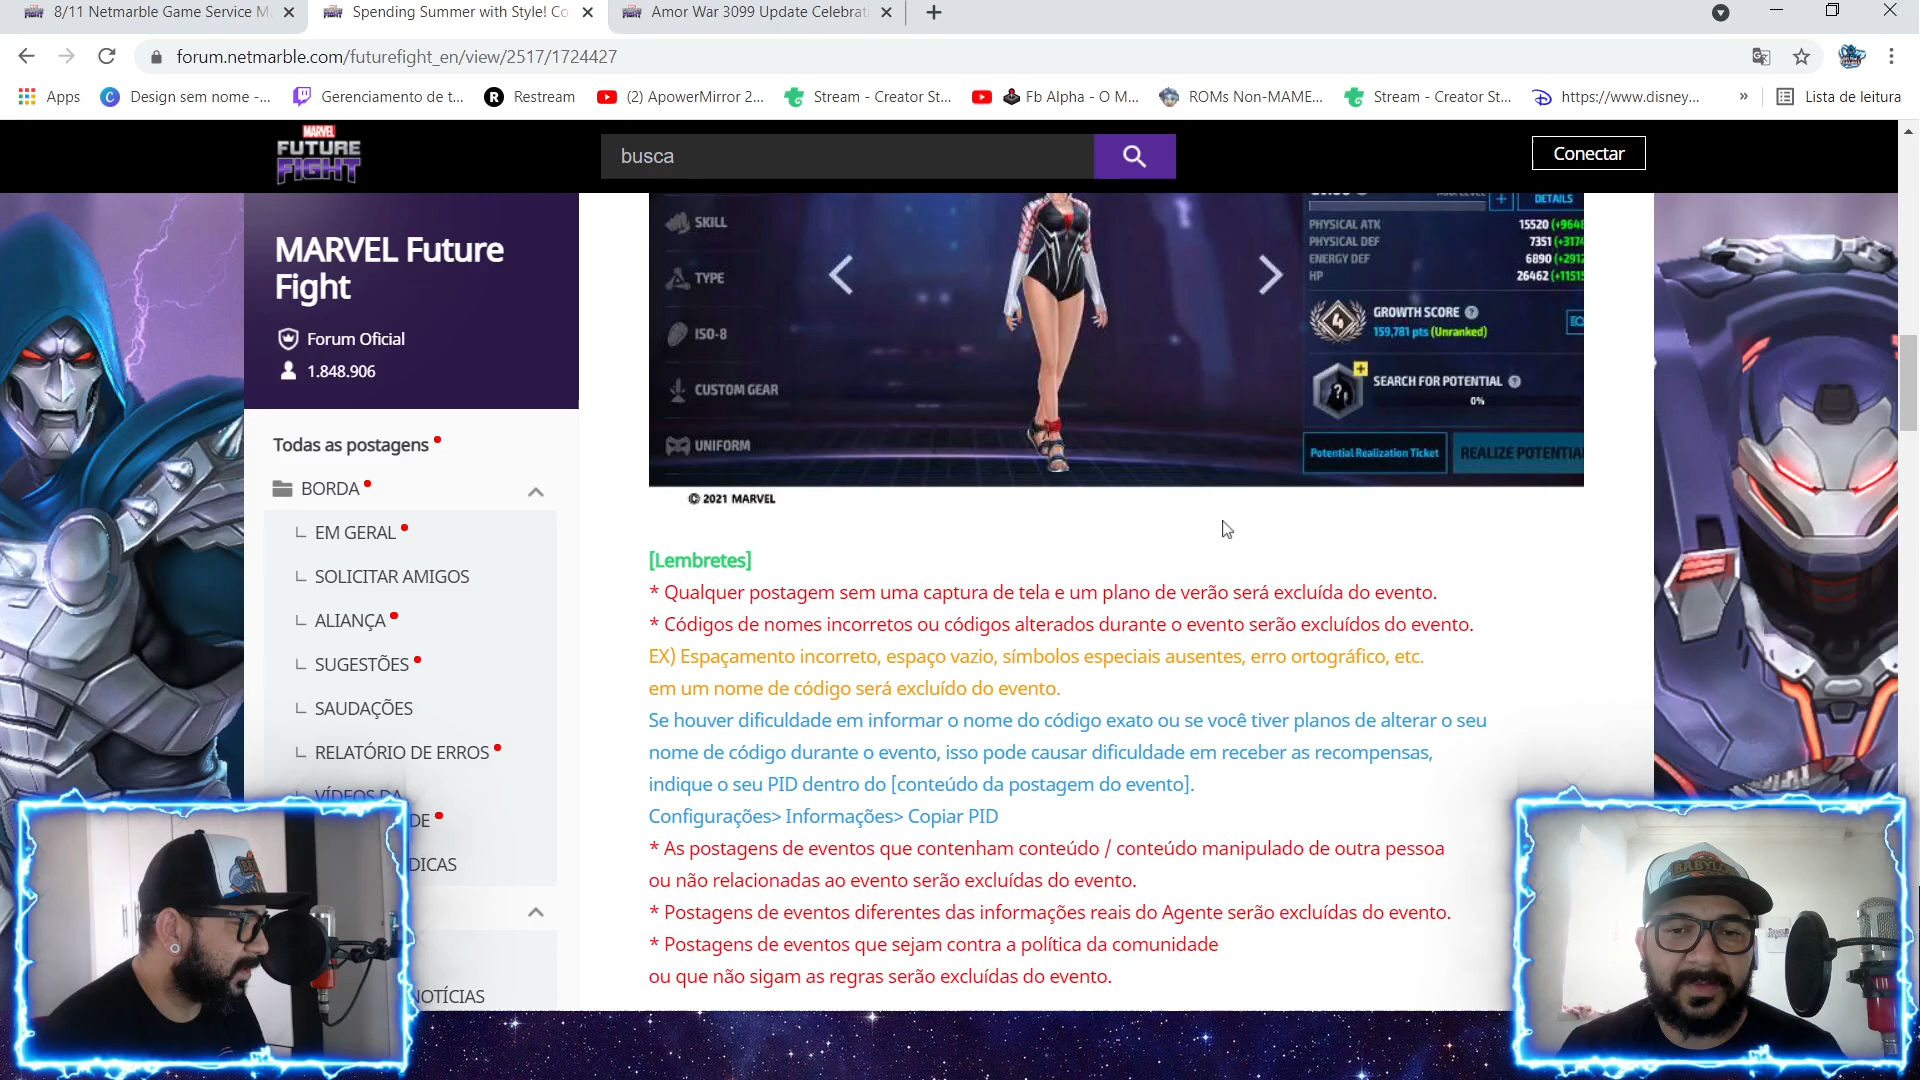 8/11 Netmarble Game Service M
Spending Summer with Style! Co
Amor War 3099 Update Celebrati
forum.netmarble.com/futurefight_en/view/2517/1724427
Apps
Design sem nome -...
Gerenciamento de t...
Restream
(2) ApowerMirror 2...
Stream - Creator St...
Fb Alpha - O M...
ROMs Non-MAME...
Stream - Creator St...
https://www.disney...
»
Lista de leitura
MARVEL
FUTURE
FIGHT
busca
Conectar
MARVEL Future
Fight
Forum Oficial
1.848.906
Todas as postagens
BORDA
EM GERAL
SOLICITAR AMIGOS
ALIANÇA
SUGESTÕES
SAUDAÇÕES
RELATÓRIO DE ERROS
VÍDEOS DA
DE
DICAS
NOTÍCIAS
SKILL
TYPE
ISO-8
CUSTOM GEAR
UNIFORM
DETAILS
PHYSICAL ATK 15520 (+9648
PHYSICAL DEF 7351 (+3174
ENERGY DEF 6890 (+2912
HP 26462 (+11515
4
GROWTH SCORE
159,781 pts (Unranked)
SEARCH FOR POTENTIAL
0%
Potential Realization Ticket
REALIZE POTENTIA
© 2021 MARVEL
[Lembretes]
* Qualquer postagem sem uma captura de tela e um plano de verão será excluída do evento.
* Códigos de nomes incorretos ou códigos alterados durante o evento serão excluídos do evento.
EX) Espaçamento incorreto, espaço vazio, símbolos especiais ausentes, erro ortográfico, etc.
em um nome de código será excluído do evento.
Se houver dificuldade em informar o nome do código exato ou se você tiver planos de alterar o seu
nome de código durante o evento, isso pode causar dificuldade em receber as recompensas,
indique o seu PID dentro do [conteúdo da postagem do evento].
Configurações> Informações> Copiar PID
* As postagens de eventos que contenham conteúdo / conteúdo manipulado de outra pessoa
ou não relacionadas ao evento serão excluídas do evento.
* Postagens de eventos diferentes das informações reais do Agente serão excluídas do evento.
* Postagens de eventos que sejam contra a política da comunidade
ou que não sigam as regras serão excluídas do evento.